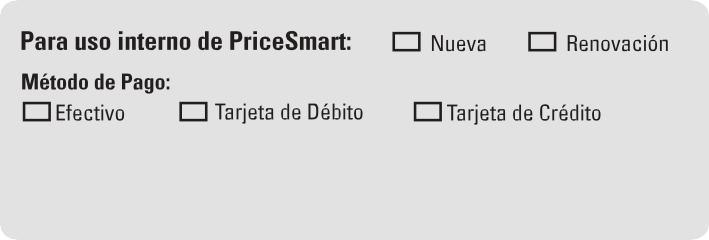 Para uso interno de PriceSmart: Nueva Renovación
Método de Pago:
Efectivo Tarjeta de Débito Tarjeta de Crédito